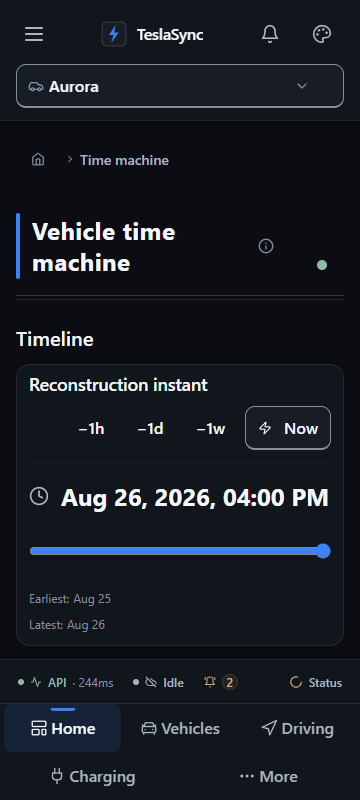 TeslaSync
Aurora
Time machine
Vehicle time
machine
Timeline
Reconstruction instant
−1h −1d −1w Now
Aug 26, 2026, 04:00 PM
Earliest: Aug 25
Latest: Aug 26
API · 244ms Idle 2 Status
Home Vehicles Driving
Charging More